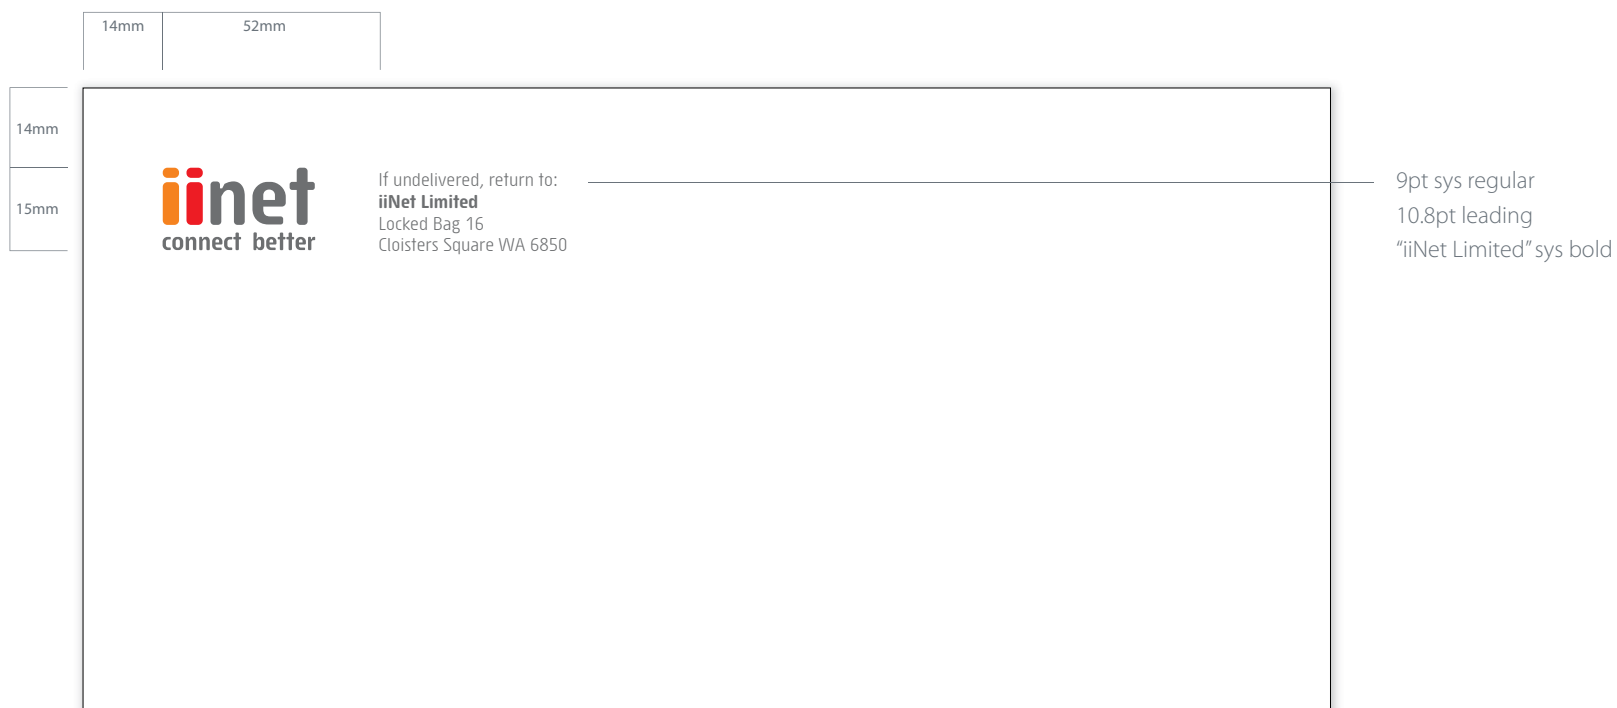 14mm
52mm
14mm
15mm
iinet
connect better
If undelivered, return to:
iiNet Limited
Locked Bag 16
Cloisters Square WA 6850
9pt sys regular
10.8pt leading
“iiNet Limited” sys bold